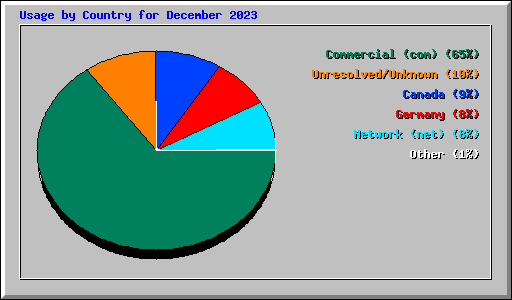 Usage by Country for December 2023
Commercial (com) (65%)
Unresolved/Unknown (10%)
Canada (9%)
Germany (8%)
Network (net) (8%)
Other (1%)